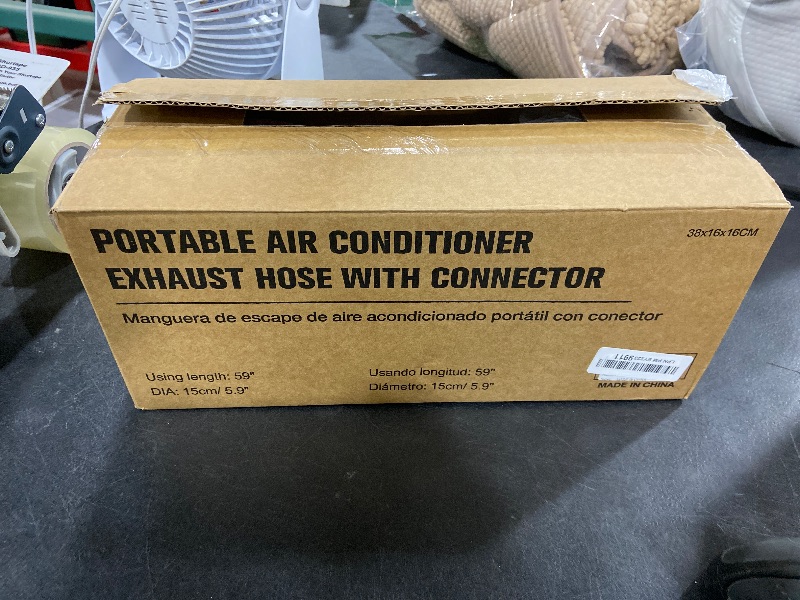 PORTABLE AIR CONDITIONER
EXHAUST HOSE WITH CONNECTOR
38x16x16CM
Manguera de escape de aire acondicionado portátil con conector
Using length: 59"
DIA: 15cm/ 5.9"
Usando longitud: 59"
Diámetro: 15cm/ 5.9"
MADE IN CHINA